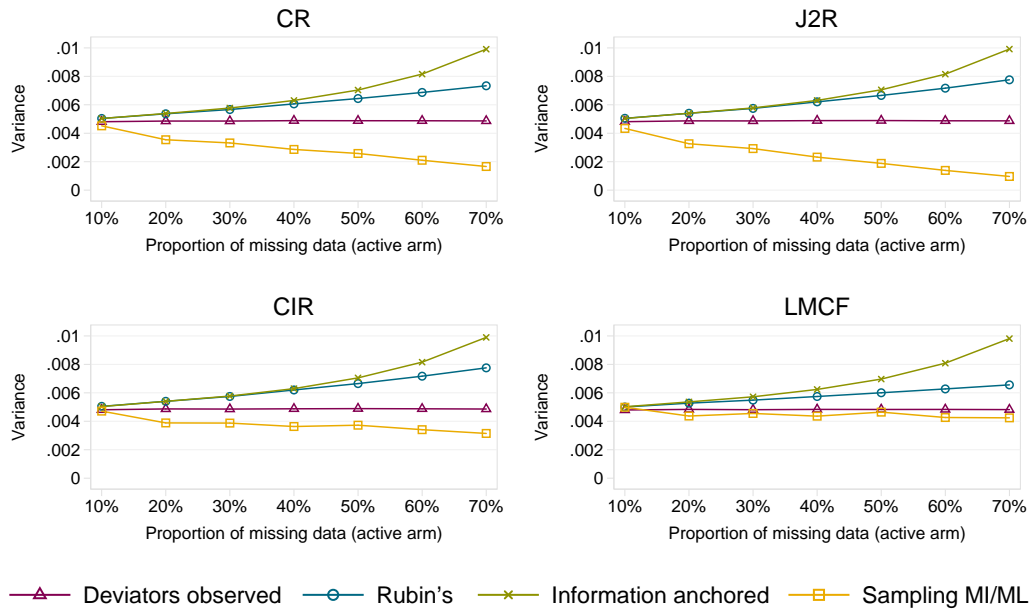 CR
.01
.008
.006
.004
.002
0
Variance
10% 20% 30% 40% 50% 60% 70%
Proportion of missing data (active arm)
J2R
.01
.008
.006
.004
.002
0
Variance
10% 20% 30% 40% 50% 60% 70%
Proportion of missing data (active arm)
CIR
.01
.008
.006
.004
.002
0
Variance
10% 20% 30% 40% 50% 60% 70%
Proportion of missing data (active arm)
LMCF
.01
.008
.006
.004
.002
0
Variance
10% 20% 30% 40% 50% 60% 70%
Proportion of missing data (active arm)
Deviators observed Rubin’s Information anchored Sampling MI/ML